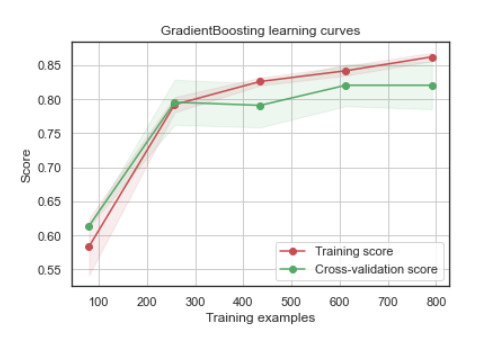 GradientBoosting learning curves
0.85
0.80
0.75
0.70
0.65
0.60
0.55
Score
Training score
Cross-validation score
100 200 300 400 500 600 700 800
Training examples